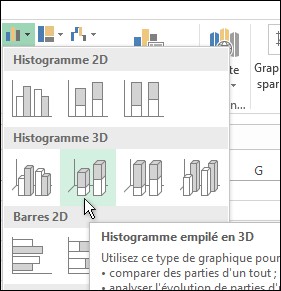 te
Grap
n...
spar
Histogramme 2D
Histogramme 3D
G
Barres 2D
Histogramme empilé en 3D
Utilisez ce type de graphique pour
• comparer des parties d'un tout ;
• analyser l'évolution de parties d'